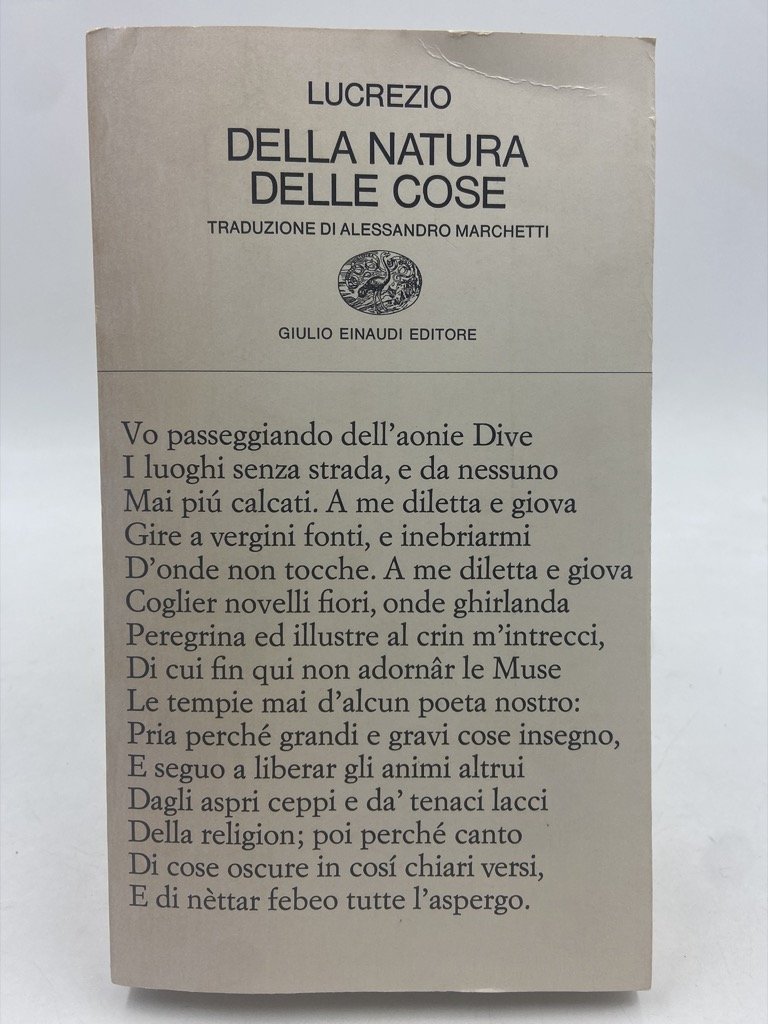 LUCREZIO
DELLA NATURA
DELLE COSE
TRADUZIONE DI ALESSANDRO MARCHETTI
GIULIO EINAUDI EDITORE
Vo passeggiando dell'aonie Dive
I luoghi senza strada, e da nessuno
Mai piú calcati. A me diletta e giova
Gire a vergini fonti, e inebriarmi
D'onde non tocche. A me diletta e giova
Coglier novelli fiori, onde ghirlanda
Peregrina ed illustre al crin m'intrecci,
Di cui fin qui non adornâr le Muse
Le tempie mai d'alcun poeta nostro:
Pria perché grandi e gravi cose insegno,
E seguo a liberar gli animi altrui
Dagli aspri ceppi e da' tenaci lacci
Della religion; poi perché canto
Di cose oscure in cosí chiari versi,
E di nèttar febeo tutte l'aspergo.